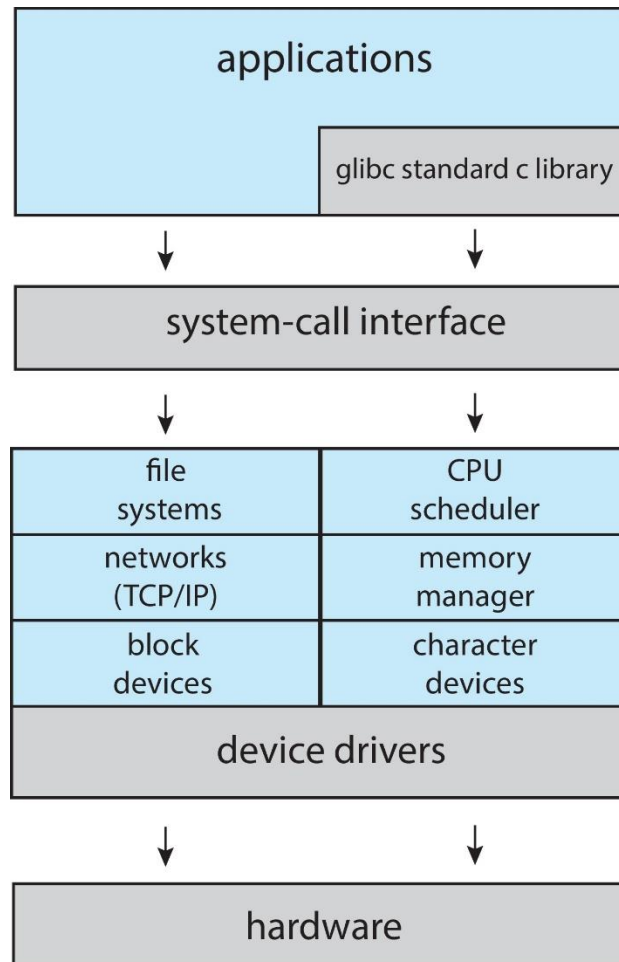 applications
glibc standard c library
system-call interface
file
systems
CPU
scheduler
networks
(TCP/IP)
memory
manager
block
devices
character
devices
device drivers
hardware